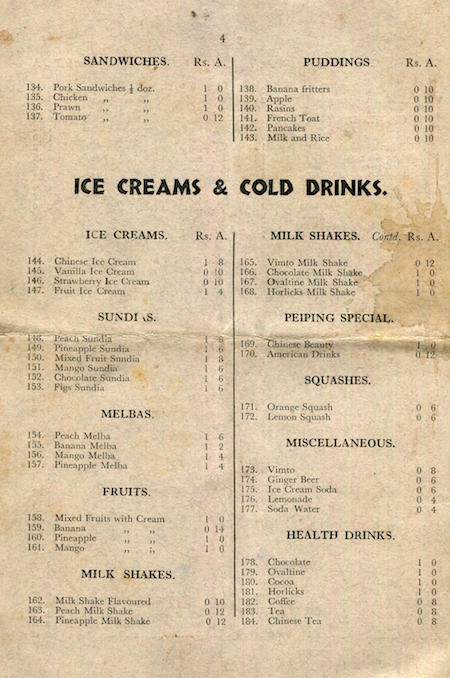 4
SANDWICHES. Rs. A.
134. Pork Sandwiches ½ doz. 1 0
135. Chicken ,, ,, 1 0
136. Prawn ,, ,, 1 0
137. Tomato ,, ,, 0 12
PUDDINGS Rs. A.
138. Banana fritters 0 10
139. Apple 0 10
140. Rasins 0 10
141. French Toat 0 10
142. Pancakes 0 10
143. Milk and Rice 0 10
ICE CREAMS & COLD DRINKS.
ICE CREAMS. Rs. A.
144. Chinese Ice Cream 1 8
145. Vanilla Ice Cream 0 10
146. Strawberry Ice Cream 0 10
147. Fruit Ice Cream 1 4
SUNDIAS.
148. Peach Sundia 1 8
149. Pineapple Sundia 1 6
150. Mixed Fruit Sundia 1 8
151. Mango Sundia 1 6
152. Chocolate Sundia 1 6
153. Figs Sundia 1 6
MELBAS.
154. Peach Melba 1 6
155. Banana Melba 1 2
156. Mango Melba 1 4
157. Pineapple Melba 1 4
FRUITS.
158. Mixed Fruits with Cream 1 0
159. Banana ,, ,, 0 14
160. Pineapple ,, ,, 1 0
161. Mango ,, ,, 1 0
MILK SHAKES.
162. Milk Shake Flavoured 0 10
163. Peach Milk Shake 0 12
164. Pineapple Milk Shake 0 12
MILK SHAKES. Contd. Rs. A.
165. Vimto Milk Shake 0 12
166. Chocolate Milk Shake 1 0
167. Ovaltine Milk Shake 1 0
168. Horlicks Milk Shake 1 0
PEIPING SPECIAL.
169. Chinese Beauty 1 0
170. American Drinks 0 12
SQUASHES.
171. Orange Squash 0 6
172. Lemon Squash 0 6
MISCELLANEOUS.
173. Vimto 0 8
174. Ginger Beer 0 6
175. Ice Cream Soda 0 6
176. Lemonade 0 4
177. Soda Water 0 4
HEALTH DRINKS.
178. Chocolate 1 0
179. Ovaltine 1 0
180. Cocoa 1 0
181. Horlicks 1 0
182. Coffee 0 8
183. Tea 0 8
184. Chinese Tea 0 8